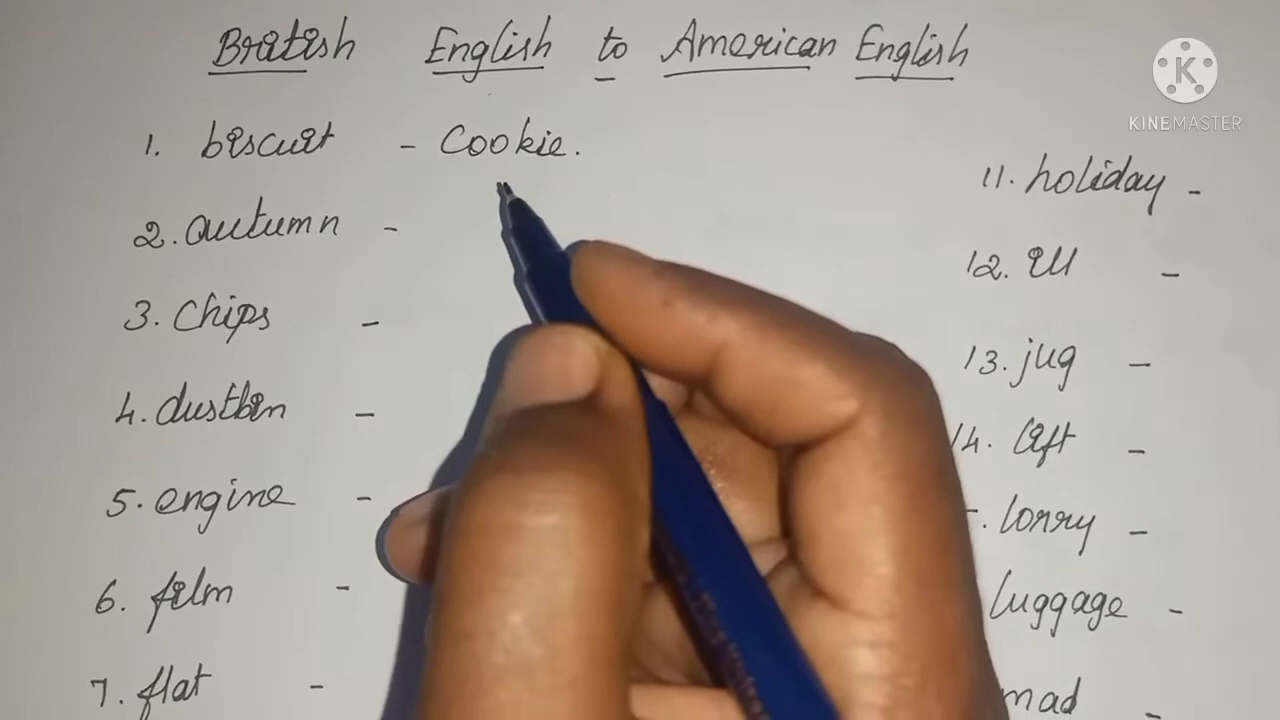 British English to American English
1. biscuit - Cookie.
2. autumn -
3. Chips -
4. dustbin -
5. engine -
6. film -
7. flat -
11. holiday -
12. ill -
13. jug -
14. lift -
. lorry -
luggage -
mad -
KINEMASTER